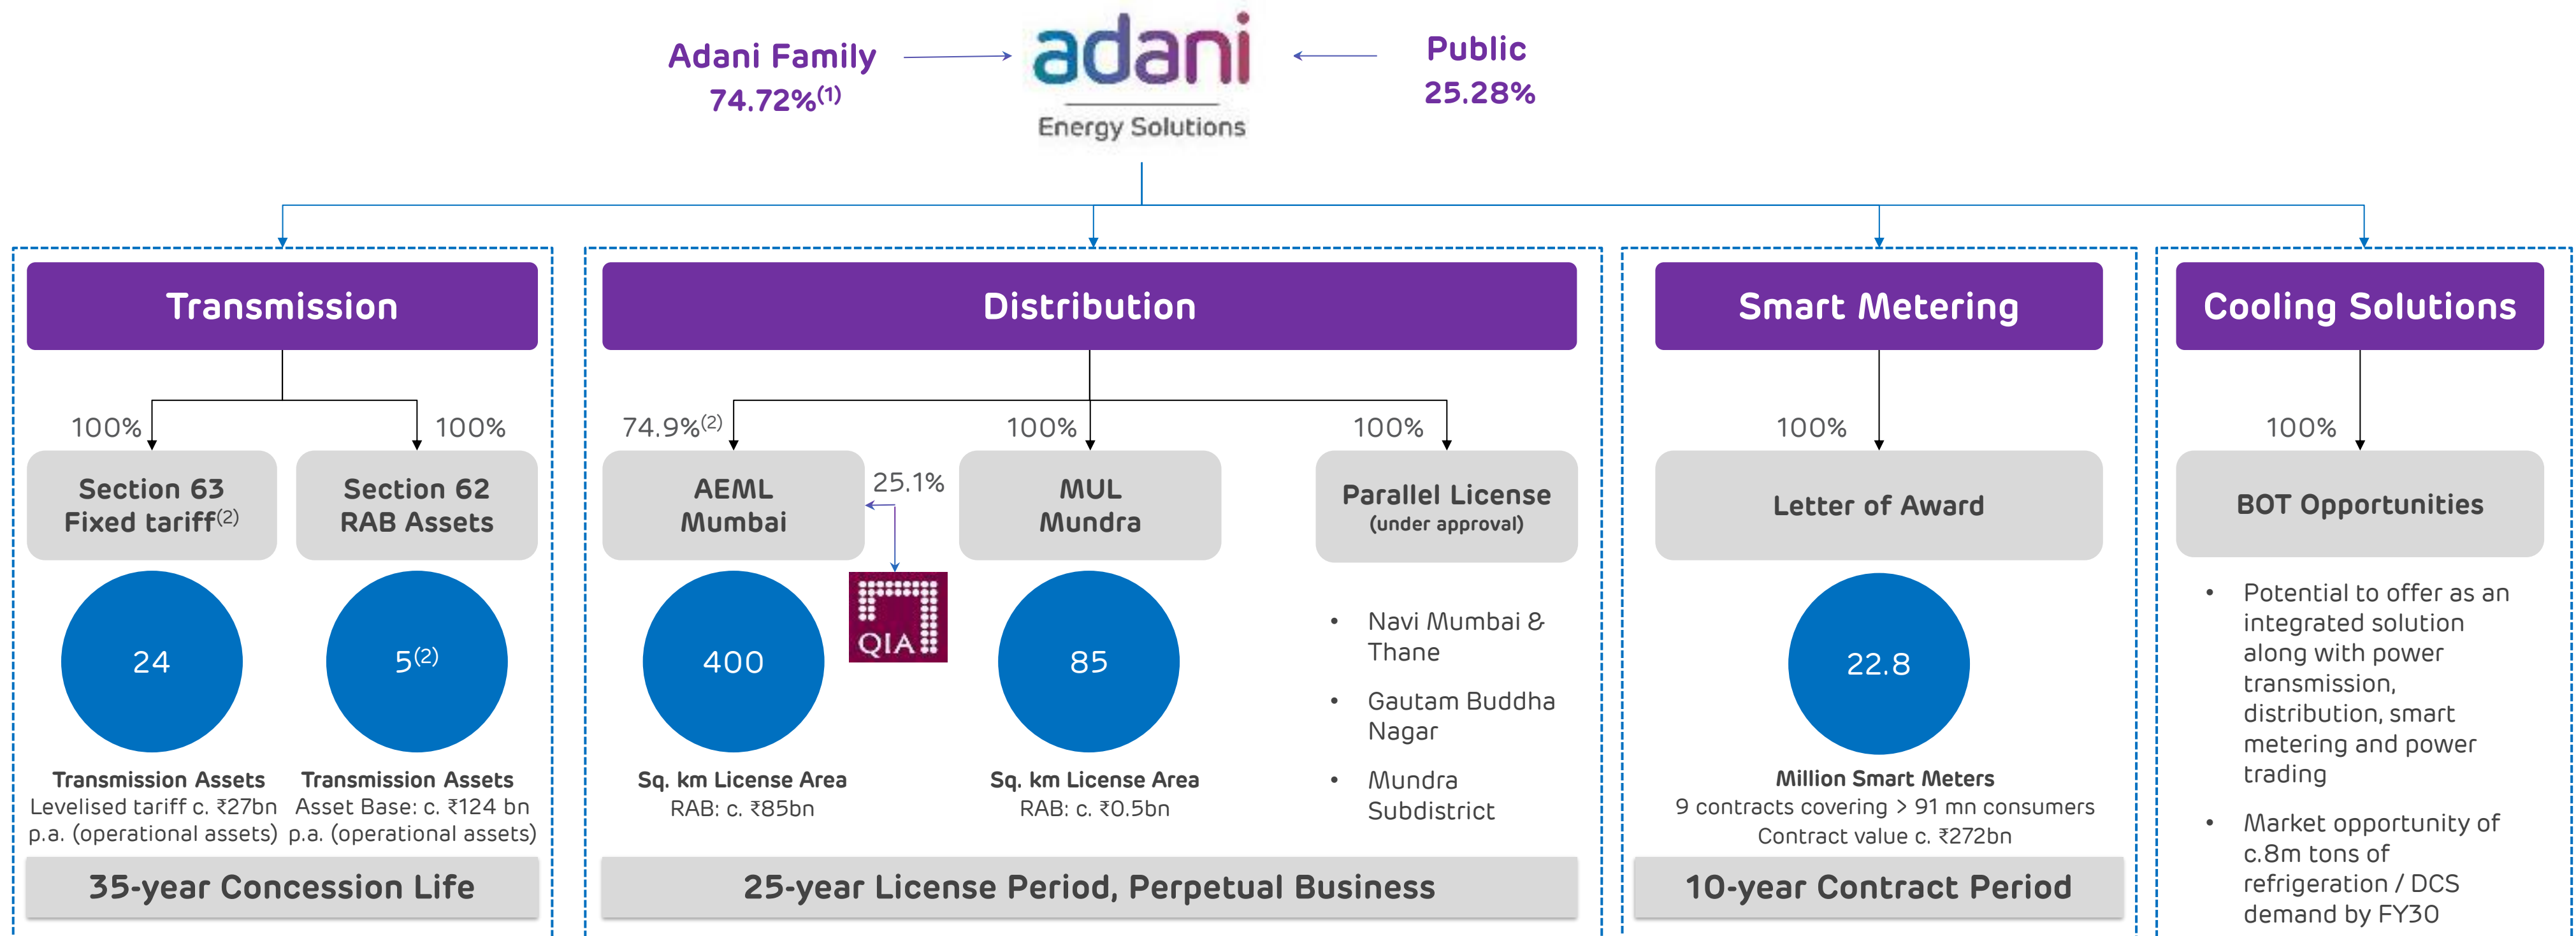 Adani Family
74.72%(1)
adani
Energy Solutions
Public
25.28%
Transmission
100%
100%
Section 63
Fixed tariff(2)
Section 62
RAB Assets
24
5(2)
Transmission Assets
Levelised tariff c. ₹27bn
p.a. (operational assets)
Transmission Assets
Asset Base: c. ₹124 bn
p.a. (operational assets)
35-year Concession Life
Distribution
74.9%(2)
100%
100%
AEML
Mumbai
25.1%
QIA
MUL
Mundra
Parallel License
(under approval)
400
85
Sq. km License Area
RAB: c. ₹85bn
Sq. km License Area
RAB: c. ₹0.5bn
• Navi Mumbai &
Thane
• Gautam Buddha
Nagar
• Mundra
Subdistrict
25-year License Period, Perpetual Business
Smart Metering
100%
Letter of Award
22.8
Million Smart Meters
9 contracts covering > 91 mn consumers
Contract value c. ₹272bn
10-year Contract Period
Cooling Solutions
100%
BOT Opportunities
• Potential to offer as an
integrated solution
along with power
transmission,
distribution, smart
metering and power
trading
• Market opportunity of
c.8m tons of
refrigeration / DCS
demand by FY30